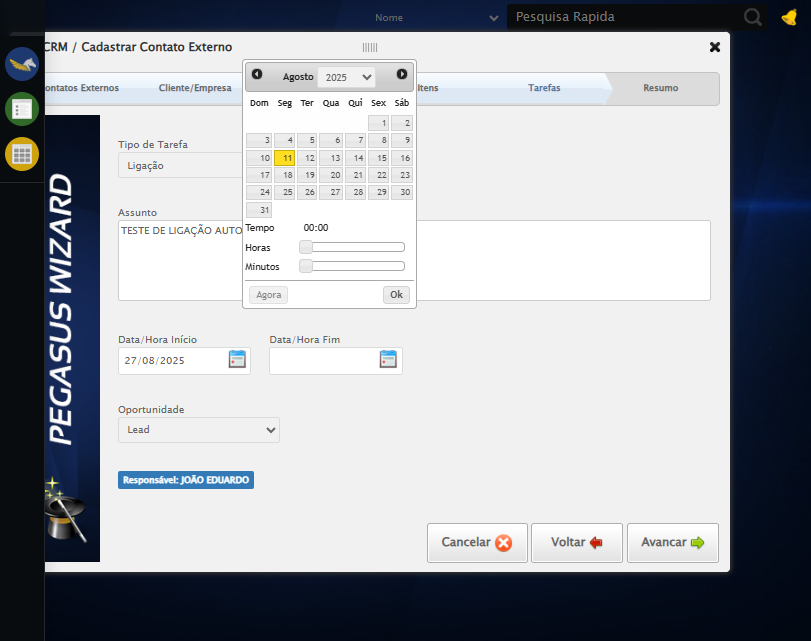 Nome
Pesquisa Rapida
CRM / Cadastrar Contato Externo
Contatos Externos
Cliente/Empresa
Itens
Tarefas
Resumo
Agosto 2025
Dom Seg Ter Qua Qui Sex Sáb
1 2
3 4 5 6 7 8 9
10 11 12 13 14 15 16
17 18 19 20 21 22 23
24 25 26 27 28 29 30
31
Tempo 00:00
Horas
Minutos
Agora
Ok
PEGASUS WIZARD
Tipo de Tarefa
Ligação
Assunto
TESTE DE LIGAÇÃO AUTO
Data/Hora Início
Data/Hora Fim
27/08/2025
Oportunidade
Lead
Responsável: JOÃO EDUARDO
Cancelar
Voltar
Avancar